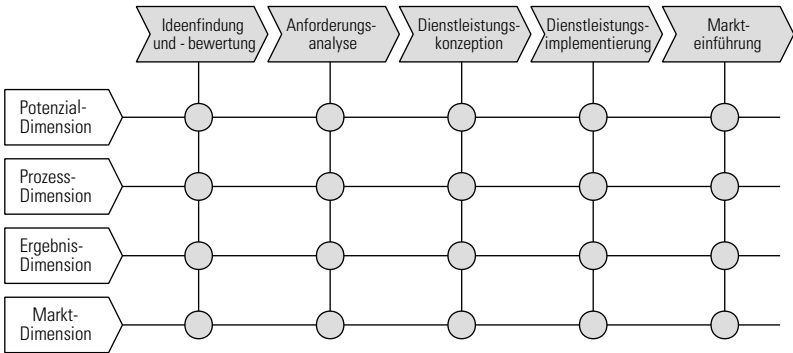 Ideenfindung
und - bewertung
Anforderungs-
analyse
Dienstleistungs-
konzeption
Dienstleistungs-
implementierung
Markt-
einführung
Potenzial-
Dimension
Prozess-
Dimension
Ergebnis-
Dimension
Markt-
Dimension